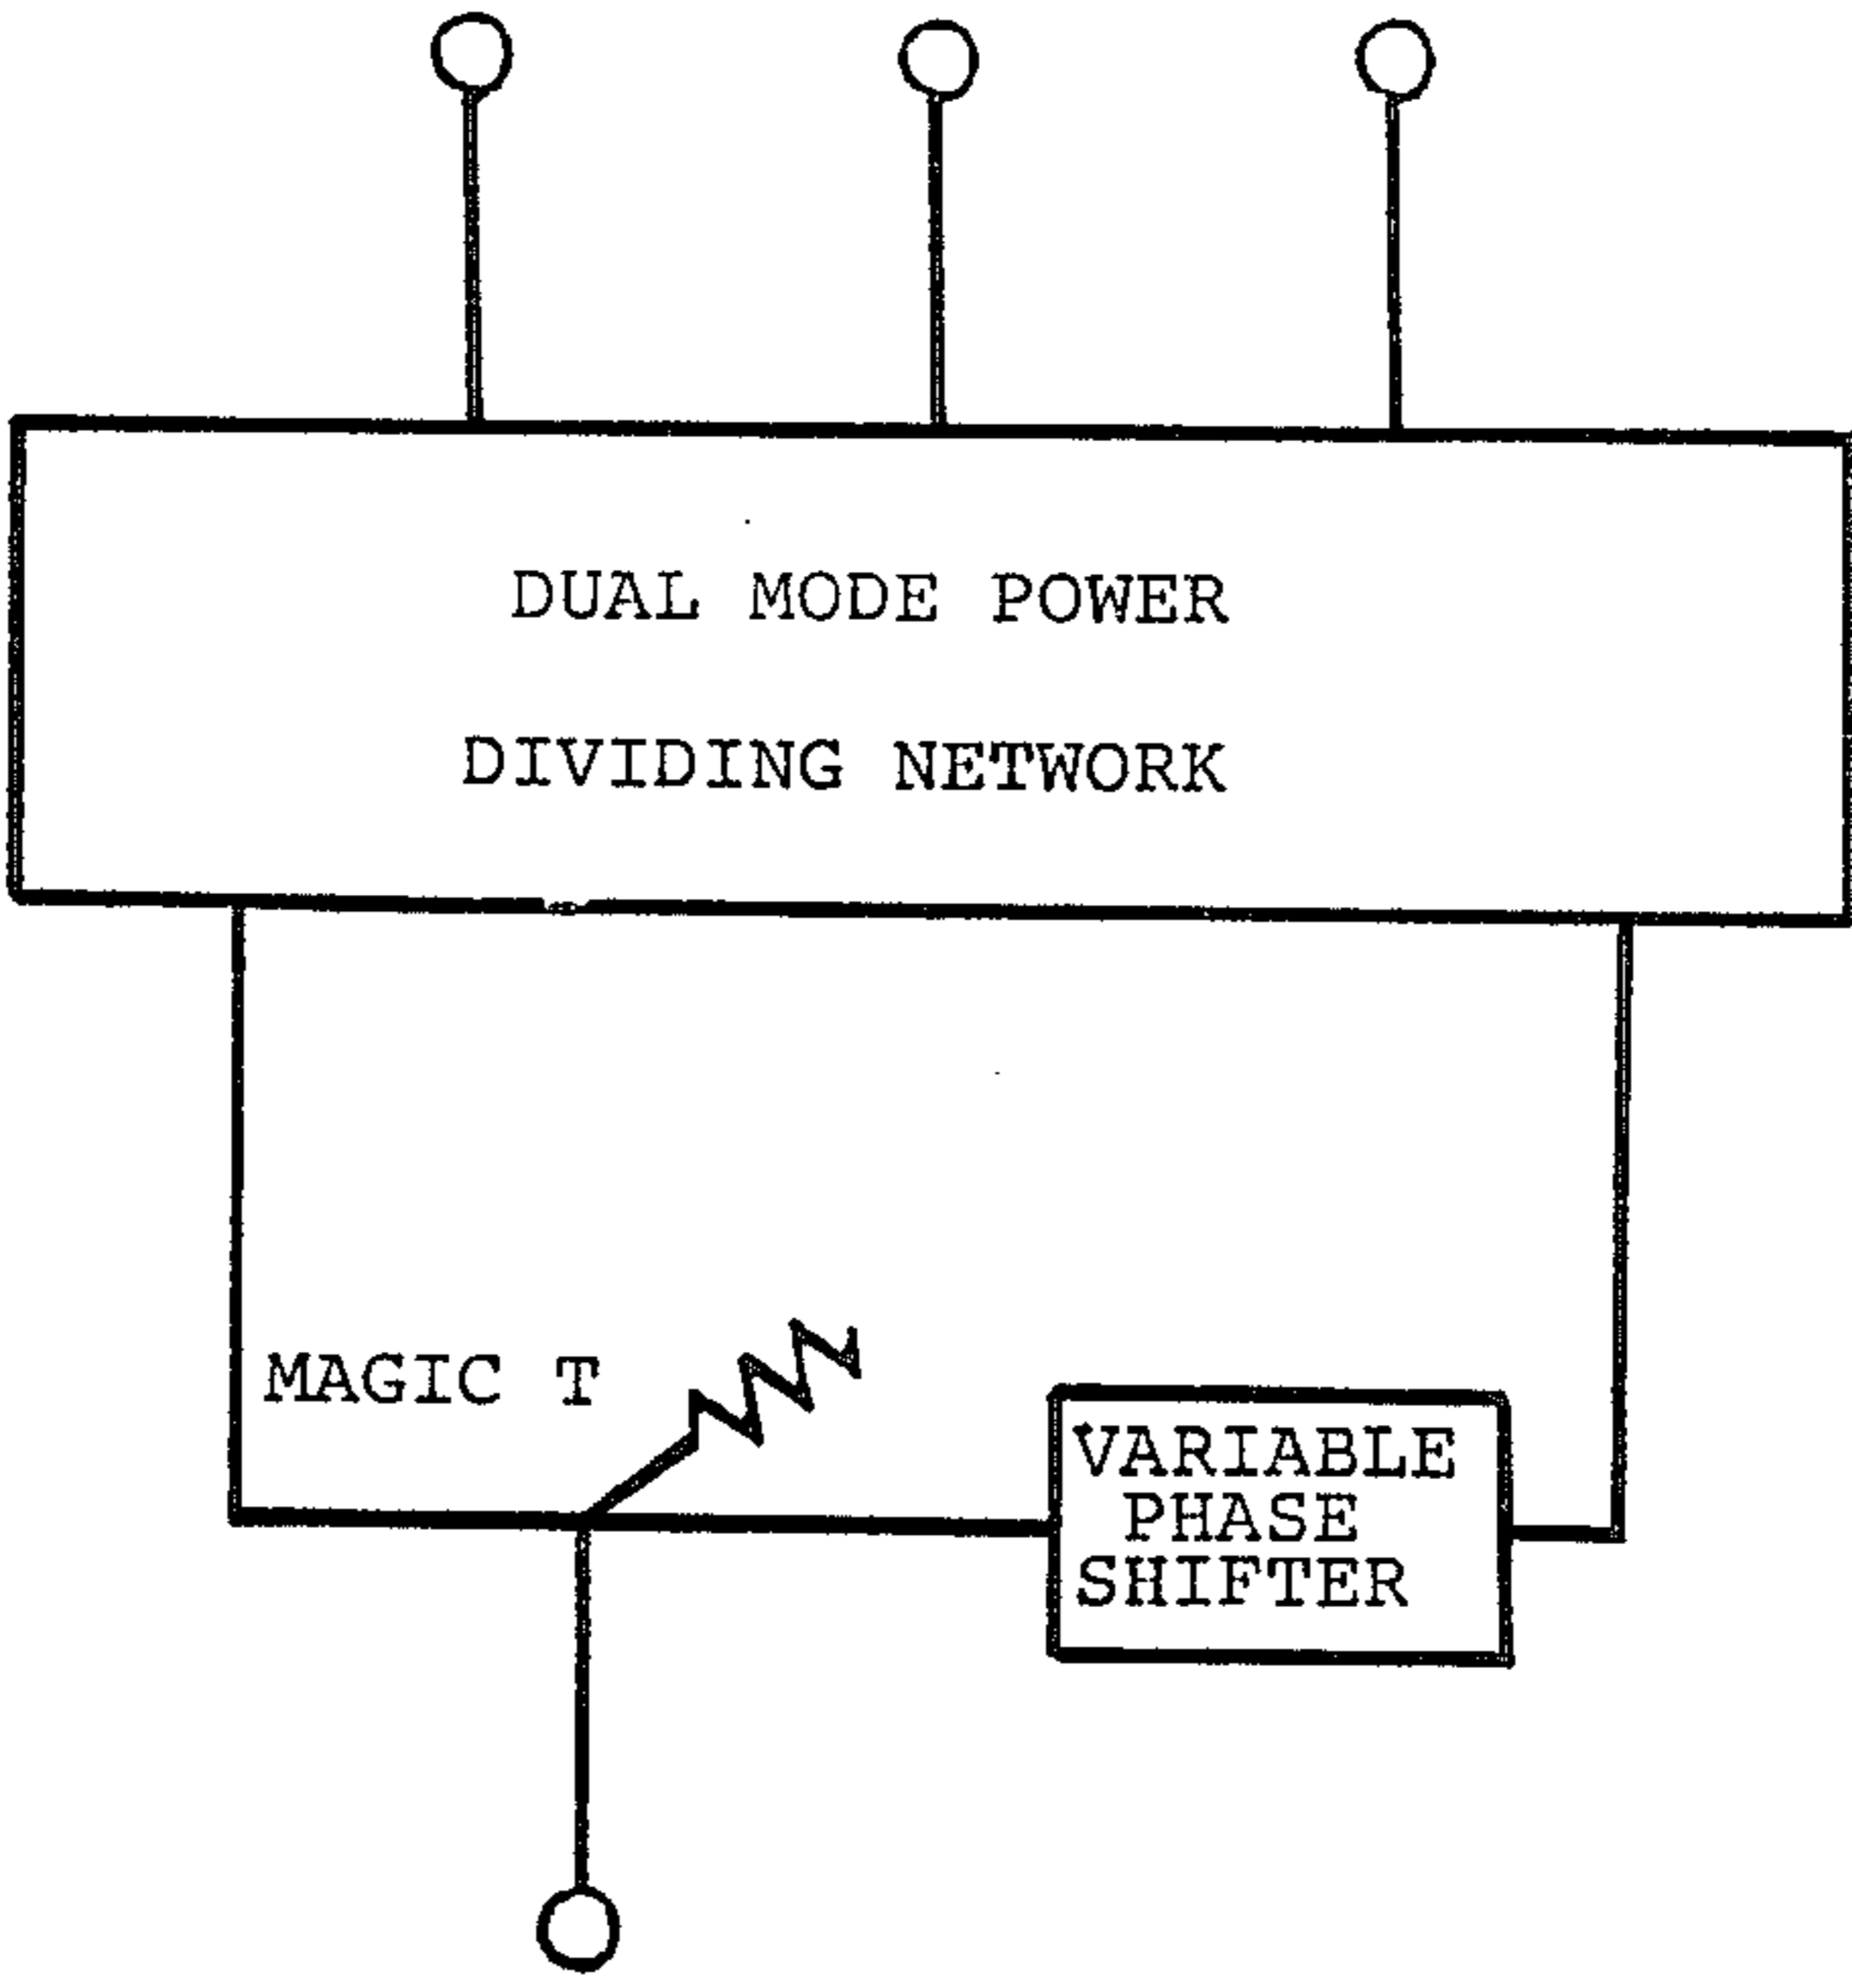 DUAL MODE POWER
DIVIDING NETWORK
MAGIC T
VARIABLE
PHASE
SHIFTER